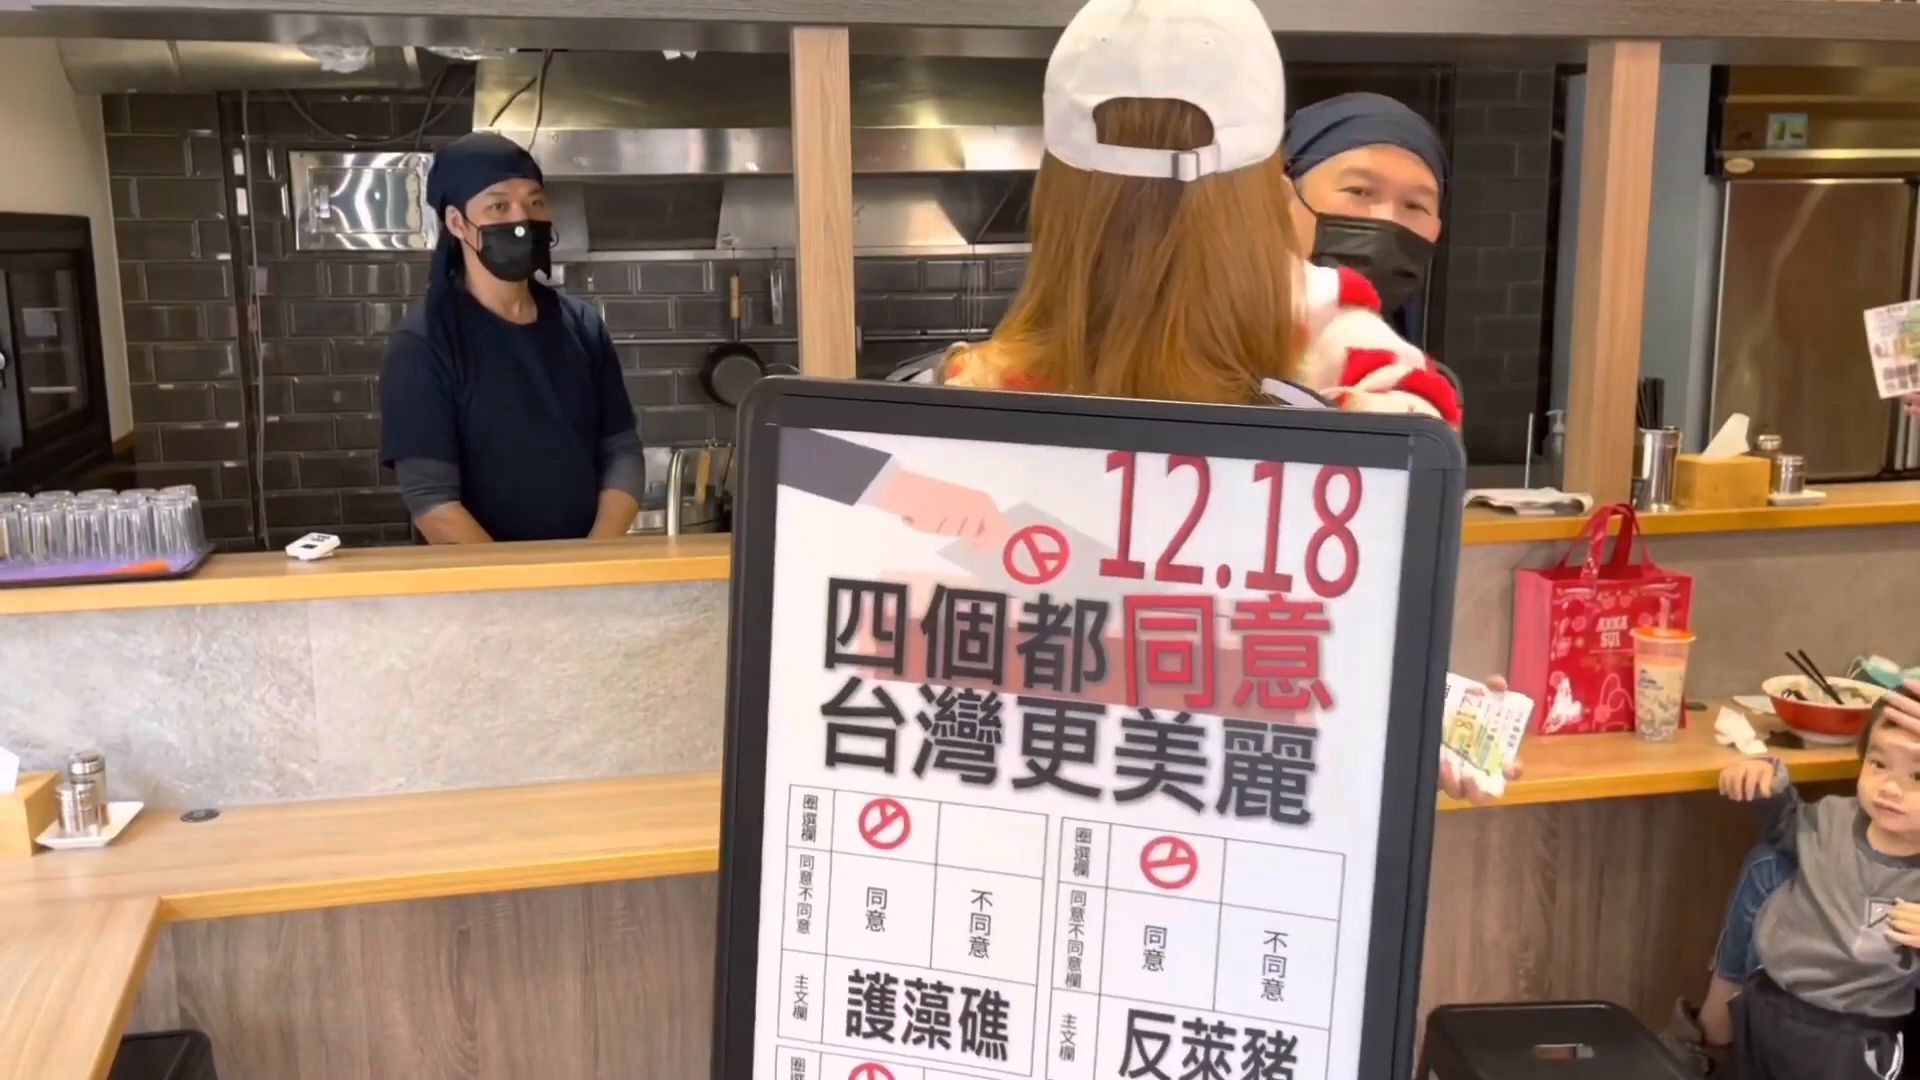 12.18
四個都同意
台灣更美麗
圈選欄
同意不同意
同意
不同意
主文欄
護藻礁
圈選欄
同意不同意欄
同意
不同意
主文欄
反萊豬
圈選
ANNA
SUI